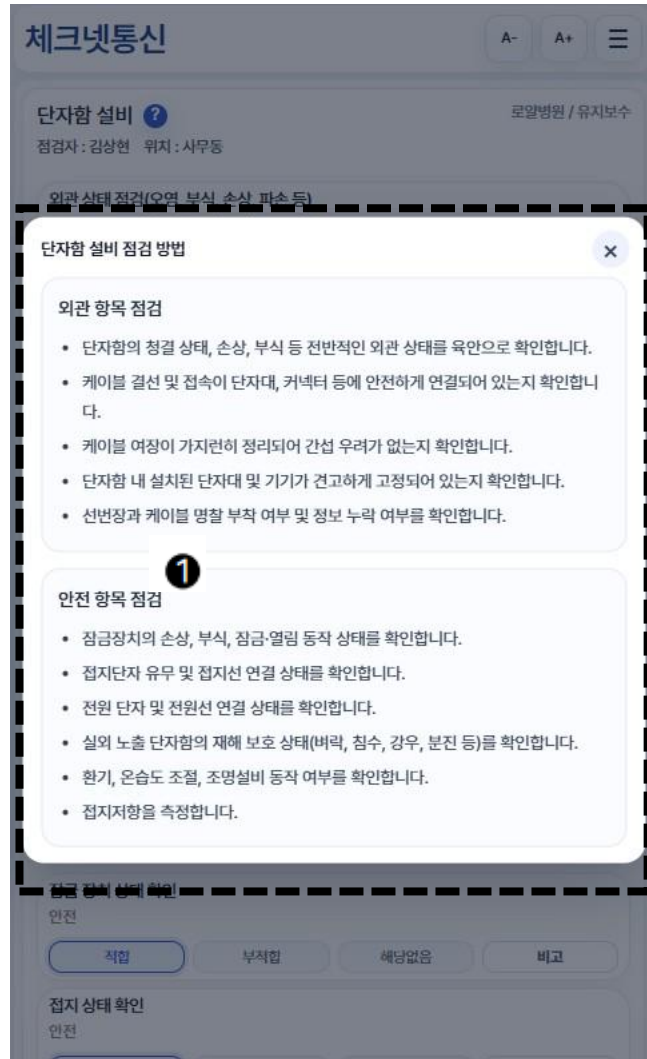 체크넷통신
A-
A+
단자함 설비 ?
로얄병원 / 유지보수
점검자 : 김상현 위치 : 사무동
외관 상태 점검(오염, 부식, 손상, 파손 등)
단자함 설비 점검 방법
×
외관 항목 점검
• 단자함의 청결 상태, 손상, 부식 등 전반적인 외관 상태를 육안으로 확인합니다.
• 케이블 결선 및 접속이 단자대, 커넥터 등에 안전하게 연결되어 있는지 확인합니
다.
• 케이블 여장이 가지런히 정리되어 간섭 우려가 없는지 확인합니다.
• 단자함 내 설치된 단자대 및 기기가 견고하게 고정되어 있는지 확인합니다.
• 선번장과 케이블 명찰 부착 여부 및 정보 누락 여부를 확인합니다.
❶
안전 항목 점검
• 잠금장치의 손상, 부식, 잠금·열림 동작 상태를 확인합니다.
• 접지단자 유무 및 접지선 연결 상태를 확인합니다.
• 전원 단자 및 전원선 연결 상태를 확인합니다.
• 실외 노출 단자함의 재해 보호 상태(벼락, 침수, 강우, 분진 등)를 확인합니다.
• 환기, 온습도 조절, 조명설비 동작 여부를 확인합니다.
• 접지저항을 측정합니다.
잠금 장치 상태 확인
안전
적합
부적합
해당없음
비고
접지 상태 확인
안전